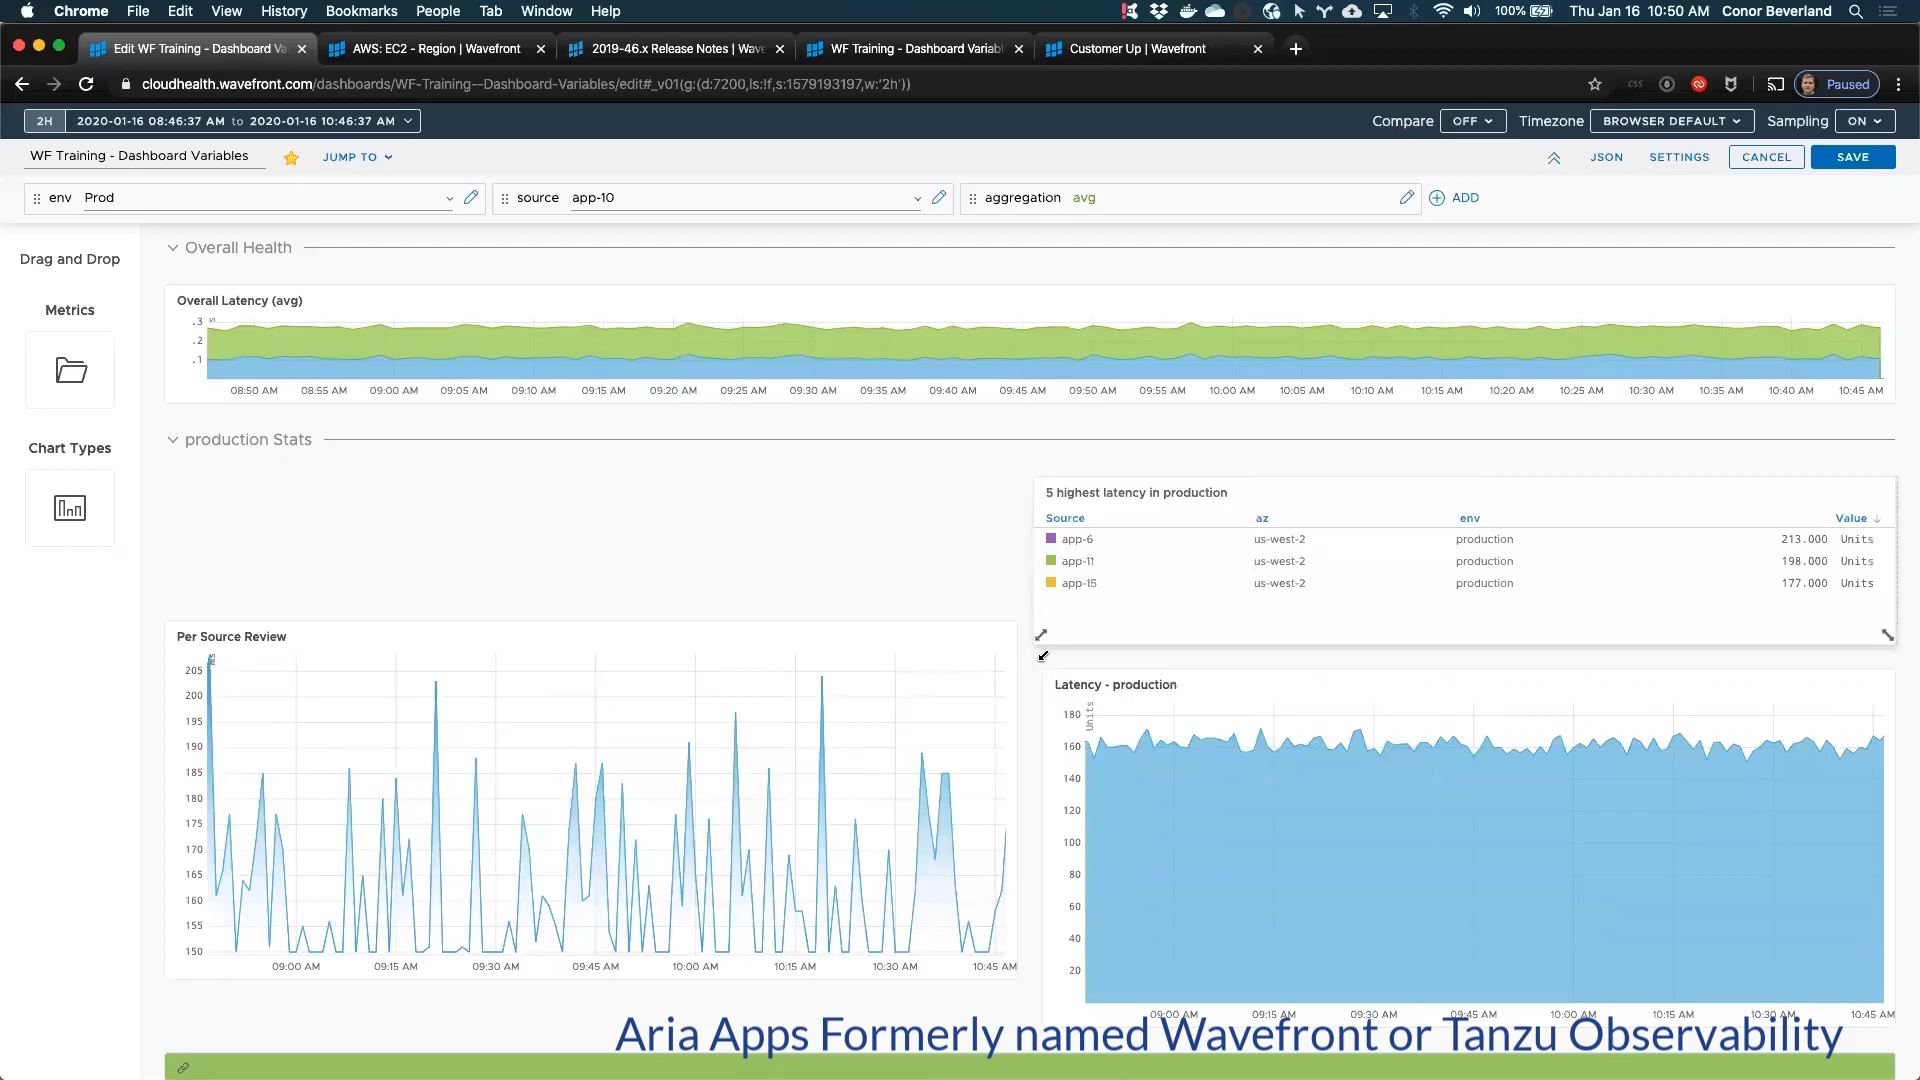 Chrome File Edit View History Bookmarks People Tab Window Help 100% Thu Jan 16 10:50 AM Conor Beverland
Edit WF Training - Dashboard Va AWS: EC2 - Region | Wavefront 2019-46.x Release Notes | Wave WF Training - Dashboard Variab Customer Up | Wavefront
cloudhealth.wavefront.com/dashboards/WF-Training--Dashboard-Variables/edit#_v01(g:(d:7200,ls:!f,s:1579193197,w:'2h')) css Paused
2H 2020-01-16 08:46:37 AM to 2020-01-16 10:46:37 AM Compare OFF Timezone BROWSER DEFAULT Sampling ON
WF Training - Dashboard Variables JUMP TO JSON SETTINGS CANCEL SAVE
env Prod source app-10 aggregation avg ADD
Drag and Drop
Metrics
Chart Types
Overall Health
Overall Latency (avg)
.3 s
.2
.1
08:50 AM 08:55 AM 09:00 AM 09:05 AM 09:10 AM 09:15 AM 09:20 AM 09:25 AM 09:30 AM 09:35 AM 09:40 AM 09:45 AM 09:50 AM 09:55 AM 10:00 AM 10:05 AM 10:10 AM 10:15 AM 10:20 AM 10:25 AM 10:30 AM 10:35 AM 10:40 AM 10:45 AM
production Stats
5 highest latency in production
Source az env Value
app-6 us-west-2 production 213.000 Units
app-11 us-west-2 production 198.000 Units
app-15 us-west-2 production 177.000 Units
Per Source Review
ms
205
200
195
190
185
180
175
170
165
160
155
150
09:00 AM 09:15 AM 09:30 AM 09:45 AM 10:00 AM 10:15 AM 10:30 AM 10:45 AM
Latency - production
Units
180
160
140
120
100
80
60
40
20
09:00 AM 09:15 AM 09:30 AM 09:45 AM 10:00 AM 10:15 AM 10:30 AM 10:45 AM
Aria Apps Formerly named Wavefront or Tanzu Observability